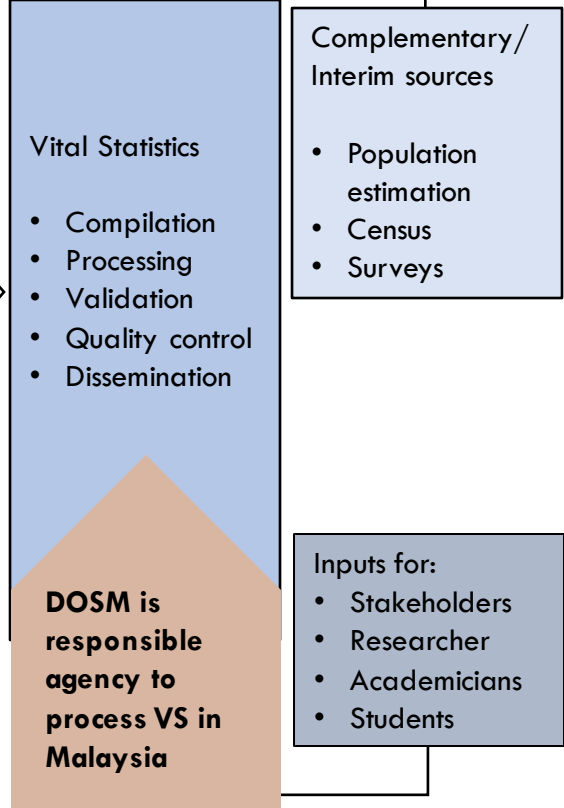 Vital Statistics
• Compilation
• Processing
• Validation
• Quality control
• Dissemination
DOSM is
responsible
agency to
process VS in
Malaysia
Complementary/
Interim sources
• Population
estimation
• Census
• Surveys
Inputs for:
• Stakeholders
• Researcher
• Academicians
• Students